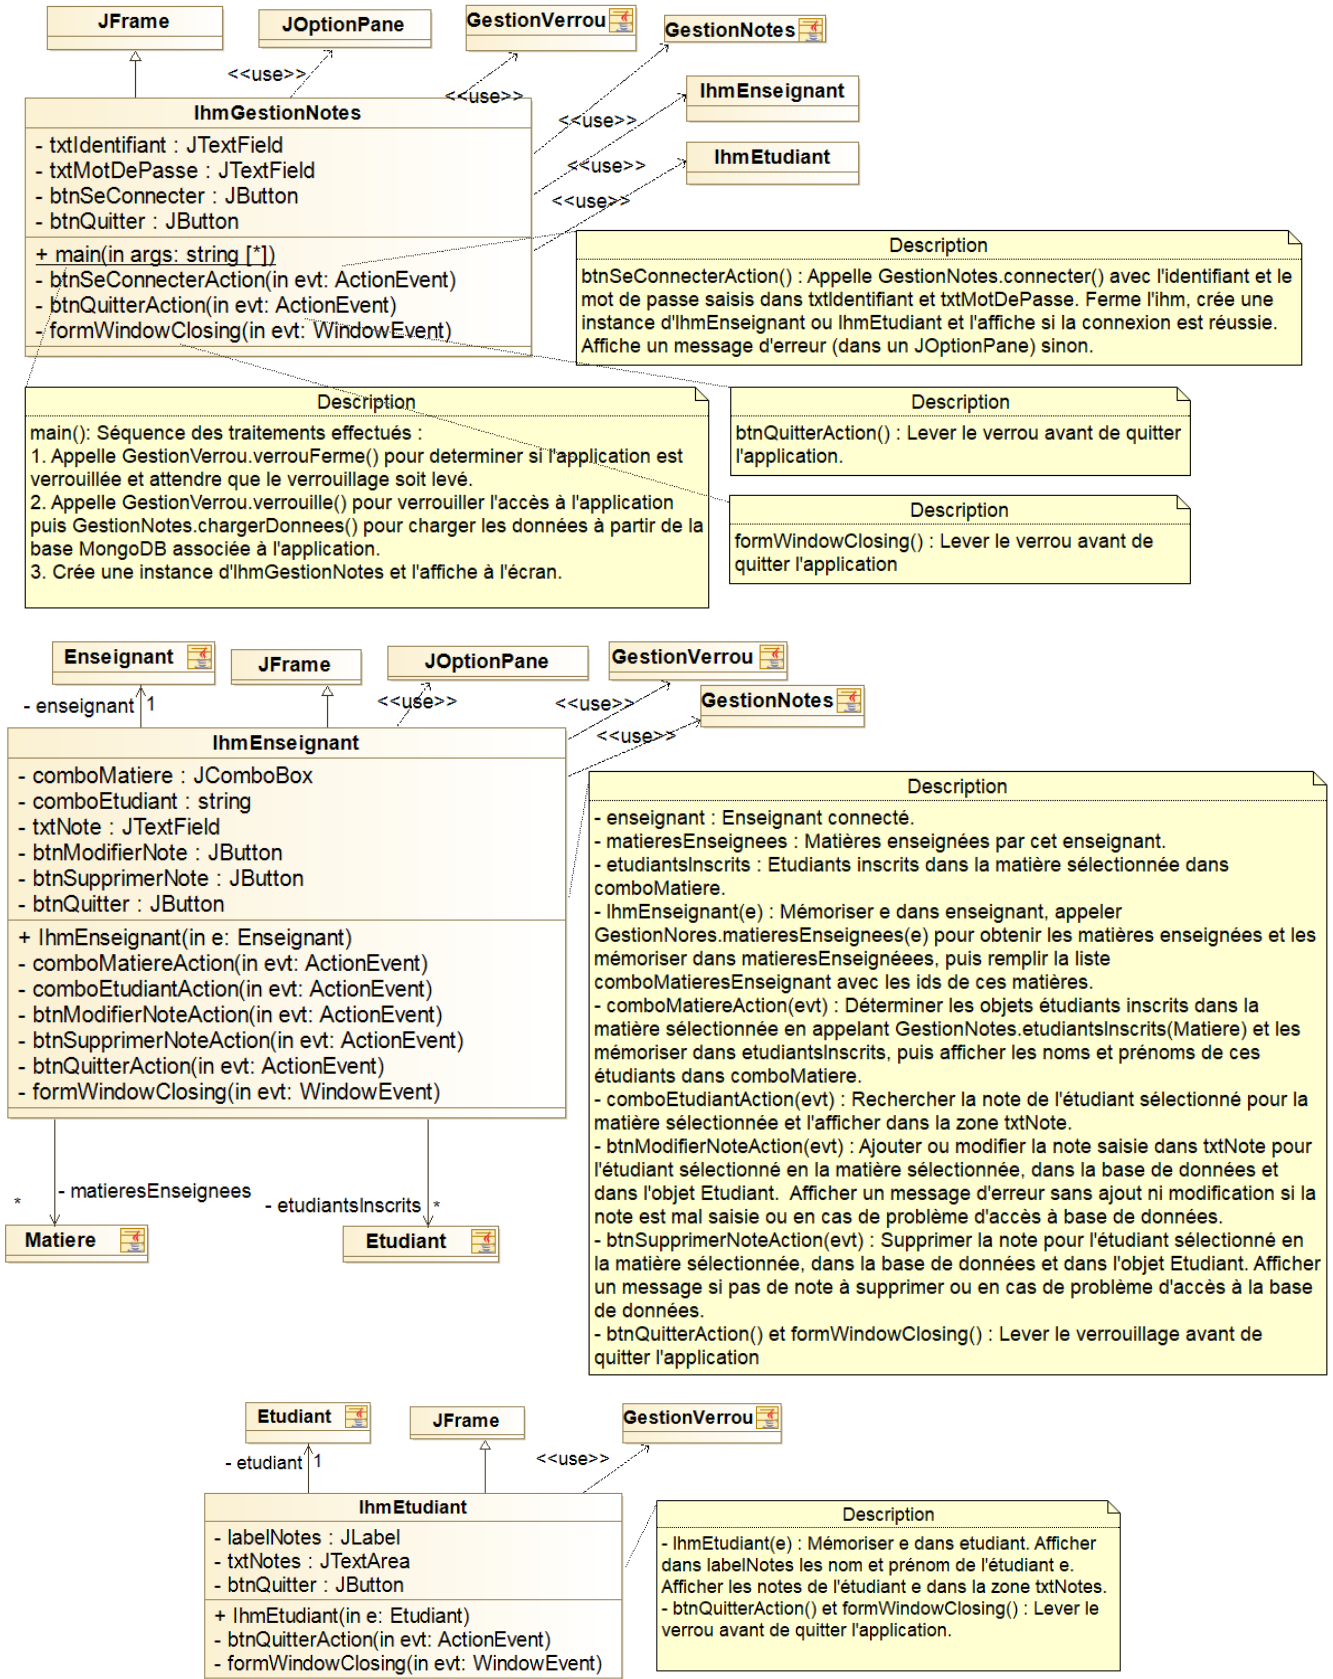 JFrame
JOptionPane
GestionVerrou
GestionNotes
<<use>>
<<use>>
<<use>>
IhmEnseignant
<<use>>
IhmEtudiant
<<use>>
IhmGestionNotes
- txtIdentifiant : JTextField
- txtMotDePasse : JTextField
- btnSeConnecter : JButton
- btnQuitter : JButton
+ main(in args: string [*])
- btnSeConnecterAction(in evt: ActionEvent)
- btnQuitterAction(in evt: ActionEvent)
- formWindowClosing(in evt: WindowEvent)
Description
btnSeConnecterAction() : Appelle GestionNotes.connecter() avec l'identifiant et le
mot de passe saisis dans txtIdentifiant et txtMotDePasse. Ferme l'ihm, crée une
instance d'IhmEnseignant ou IhmEtudiant et l'affiche si la connexion est réussie.
Affiche un message d'erreur (dans un JOptionPane) sinon.
Description
main(): Séquence des traitements effectués :
1. Appelle GestionVerrou.verrouFerme() pour determiner si l'application est
verrouillée et attendre que le verrouillage soit levé.
2. Appelle GestionVerrou.verrouille() pour verrouiller l'accès à l'application
puis GestionNotes.chargerDonnees() pour charger les données à partir de la
base MongoDB associée à l'application.
3. Crée une instance d'IhmGestionNotes et l'affiche à l'écran.
Description
btnQuitterAction() : Lever le verrou avant de quitter
l'application.
Description
formWindowClosing() : Lever le verrou avant de
quitter l'application
Enseignant
JFrame
JOptionPane
GestionVerrou
GestionNotes
- enseignant
1
<<use>>
<<use>>
<<use>>
IhmEnseignant
- comboMatiere : JComboBox
- comboEtudiant : string
- txtNote : JTextField
- btnModifierNote : JButton
- btnSupprimerNote : JButton
- btnQuitter : JButton
+ IhmEnseignant(in e: Enseignant)
- comboMatiereAction(in evt: ActionEvent)
- comboEtudiantAction(in evt: ActionEvent)
- btnModifierNoteAction(in evt: ActionEvent)
- btnSupprimerNoteAction(in evt: ActionEvent)
- btnQuitterAction(in evt: ActionEvent)
- formWindowClosing(in evt: WindowEvent)
*
- matieresEnseignees
- etudiantsInscrits
*
Matiere
Etudiant
Description
- enseignant : Enseignant connecté.
- matieresEnseignees : Matières enseignées par cet enseignant.
- etudiantsInscrits : Etudiants inscrits dans la matière sélectionnée dans
comboMatiere.
- IhmEnseignant(e) : Mémoriser e dans enseignant, appeler
GestionNores.matieresEnseignees(e) pour obtenir les matières enseignées et les
mémoriser dans matieresEnseignéees, puis remplir la liste
comboMatieresEnseignant avec les ids de ces matières.
- comboMatiereAction(evt) : Déterminer les objets étudiants inscrits dans la
matière sélectionnée en appelant GestionNotes.etudiantsInscrits(Matiere) et les
mémoriser dans etudiantsInscrits, puis afficher les noms et prénoms de ces
étudiants dans comboMatiere.
- comboEtudiantAction(evt) : Rechercher la note de l'étudiant sélectionné pour la
matière sélectionnée et l'afficher dans la zone txtNote.
- btnModifierNoteAction(evt) : Ajouter ou modifier la note saisie dans txtNote pour
l'étudiant sélectionné en la matière sélectionnée, dans la base de données et
dans l'objet Etudiant. Afficher un message d'erreur sans ajout ni modification si la
note est mal saisie ou en cas de problème d'accès à base de données.
- btnSupprimerNoteAction(evt) : Supprimer la note pour l'étudiant sélectionné en
la matière sélectionnée, dans la base de données et dans l'objet Etudiant. Afficher
un message si pas de note à supprimer ou en cas de problème d'accès à la base
de données.
- btnQuitterAction() et formWindowClosing() : Lever le verrouillage avant de
quitter l'application
Etudiant
JFrame
GestionVerrou
- etudiant
1
<<use>>
IhmEtudiant
- labelNotes : JLabel
- txtNotes : JTextArea
- btnQuitter : JButton
+ IhmEtudiant(in e: Etudiant)
- btnQuitterAction(in evt: ActionEvent)
- formWindowClosing(in evt: WindowEvent)
Description
- IhmEtudiant(e) : Mémoriser e dans etudiant. Afficher
dans labelNotes les nom et prénom de l'étudiant e.
Afficher les notes de l'étudiant e dans la zone txtNotes.
- btnQuitterAction() et formWindowClosing() : Lever le
verrou avant de quitter l'application.